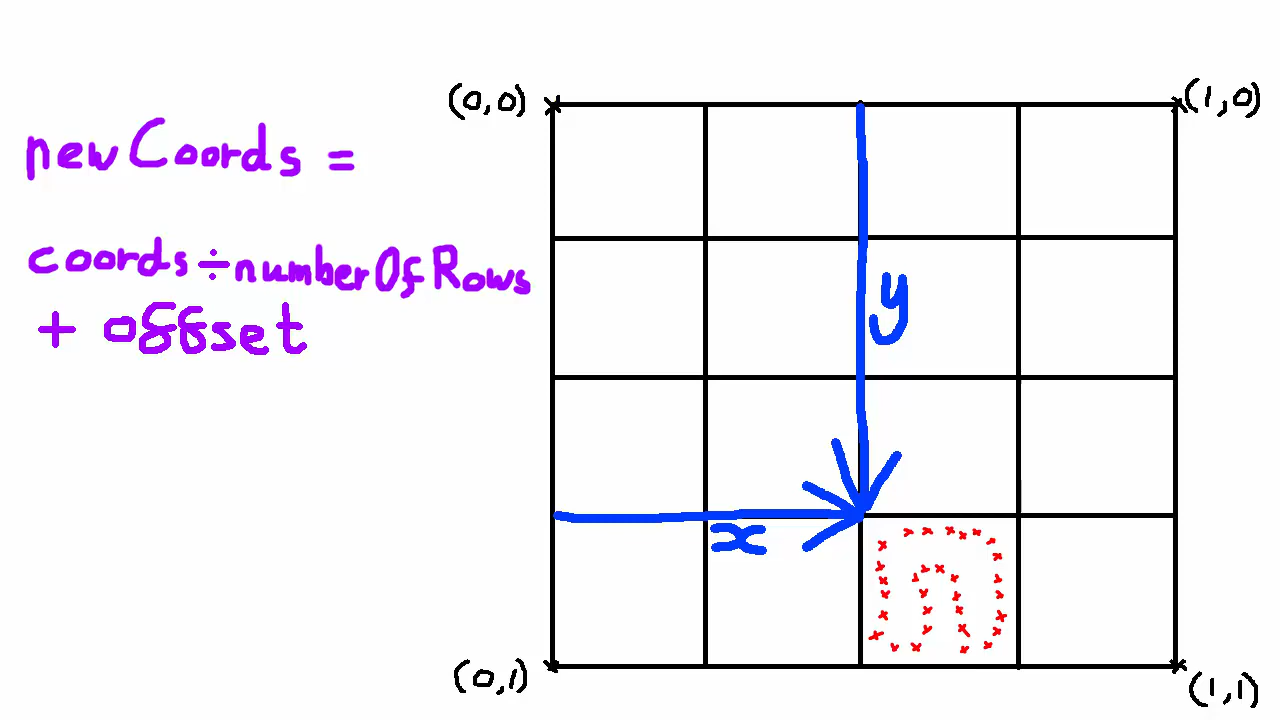 (0,0)
(1,0)
newCoords =
coords ÷ numberOfRows
+ offset
y
x
(0,1)
(1,1)